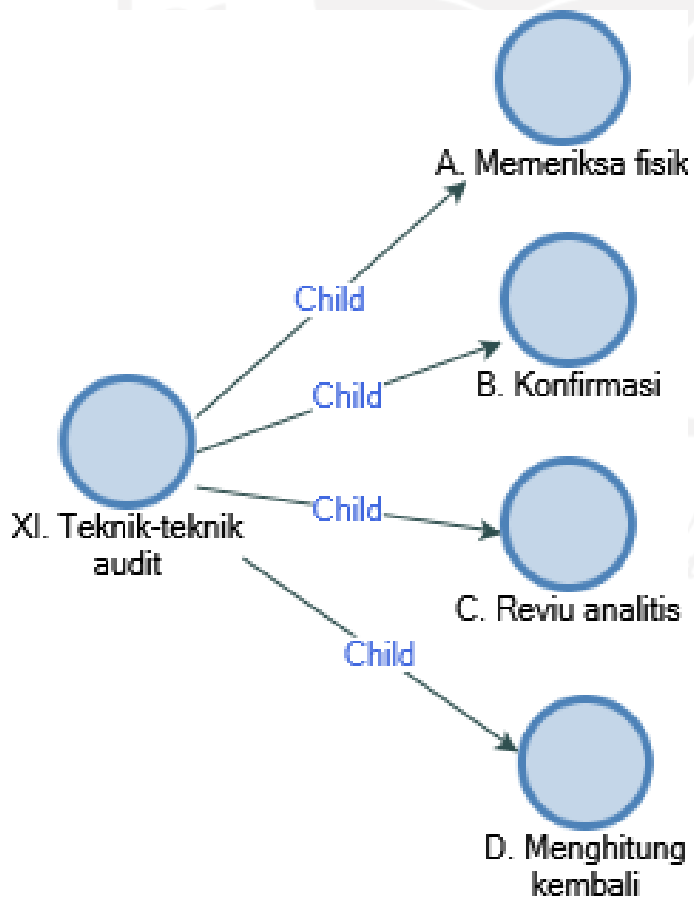 A. Memeriksa fisik
Child
B. Konfirmasi
Child
XI. Teknik-teknik
audit
Child
C. Reviu analitis
Child
D. Menghitung
kembali